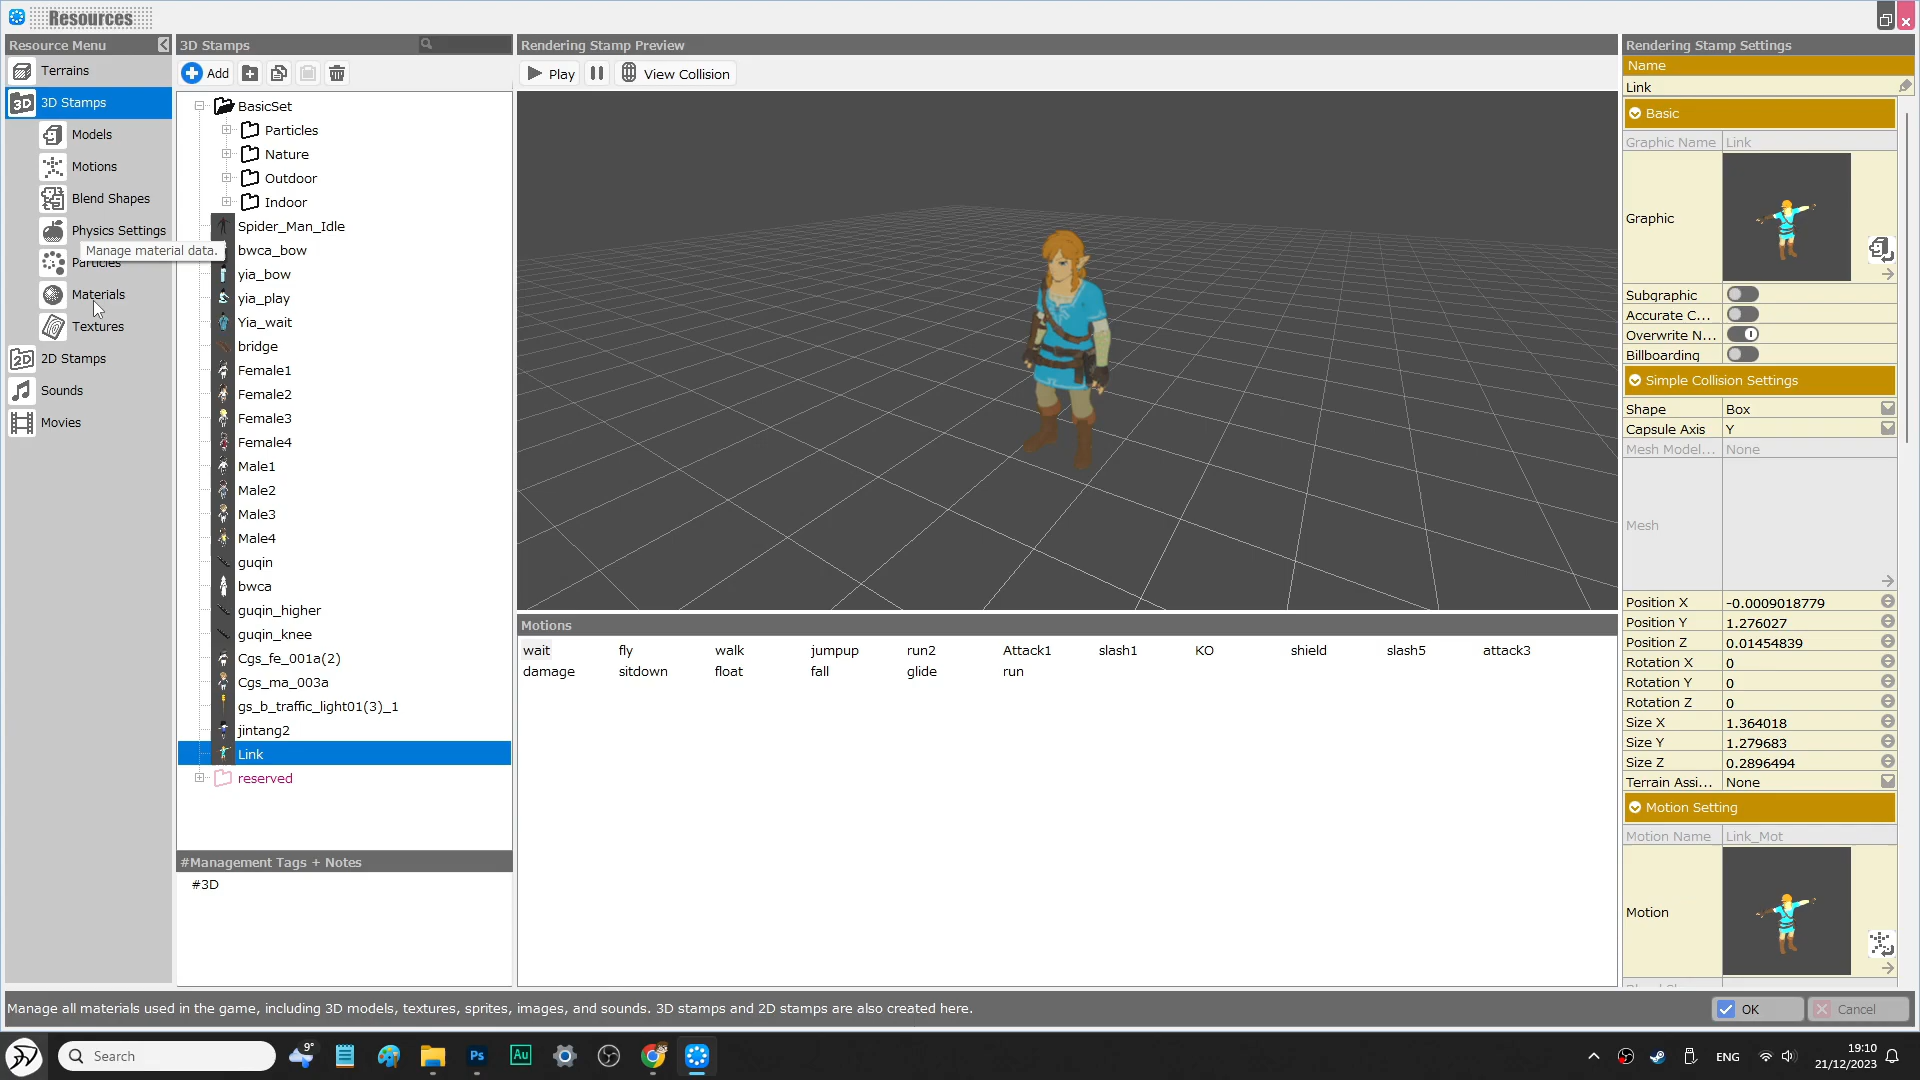 Resources
Resource Menu
Terrains
3D Stamps
Models
Motions
Blend Shapes
Physics Settings
Manage material data.
Particles
Materials
Textures
2D Stamps
Sounds
Movies
3D Stamps
Add
BasicSet
Particles
Nature
Outdoor
Indoor
Spider_Man_Idle
bwca_bow
yia_bow
yia_play
Yia_wait
bridge
Female1
Female2
Female3
Female4
Male1
Male2
Male3
Male4
guqin
bwca
guqin_higher
guqin_knee
Cgs_fe_001a(2)
Cgs_ma_003a
gs_b_traffic_light01(3)_1
jintang2
Link
reserved
#Management Tags + Notes
#3D
Rendering Stamp Preview
Play View Collision
Motions
wait fly walk jumpup run2 Attack1 slash1 KO shield slash5 attack3
damage sitdown float fall glide run
Rendering Stamp Settings
Name
Link
Basic
Graphic Name Link
Graphic
Subgraphic
Accurate C...
Overwrite N...
Billboarding
Simple Collision Settings
Shape Box
Capsule Axis Y
Mesh Model... None
Mesh
Position X -0.0009018779
Position Y 1.276027
Position Z 0.01454839
Rotation X 0
Rotation Y 0
Rotation Z 0
Size X 1.364018
Size Y 1.279683
Size Z 0.2896494
Terrain Assi... None
Motion Setting
Motion Name Link_Mot
Motion
Manage all materials used in the game, including 3D models, textures, sprites, images, and sounds. 3D stamps and 2D stamps are also created here.
OK Cancel
Search
9°
Ps
Au
ENG
19:10
21/12/2023